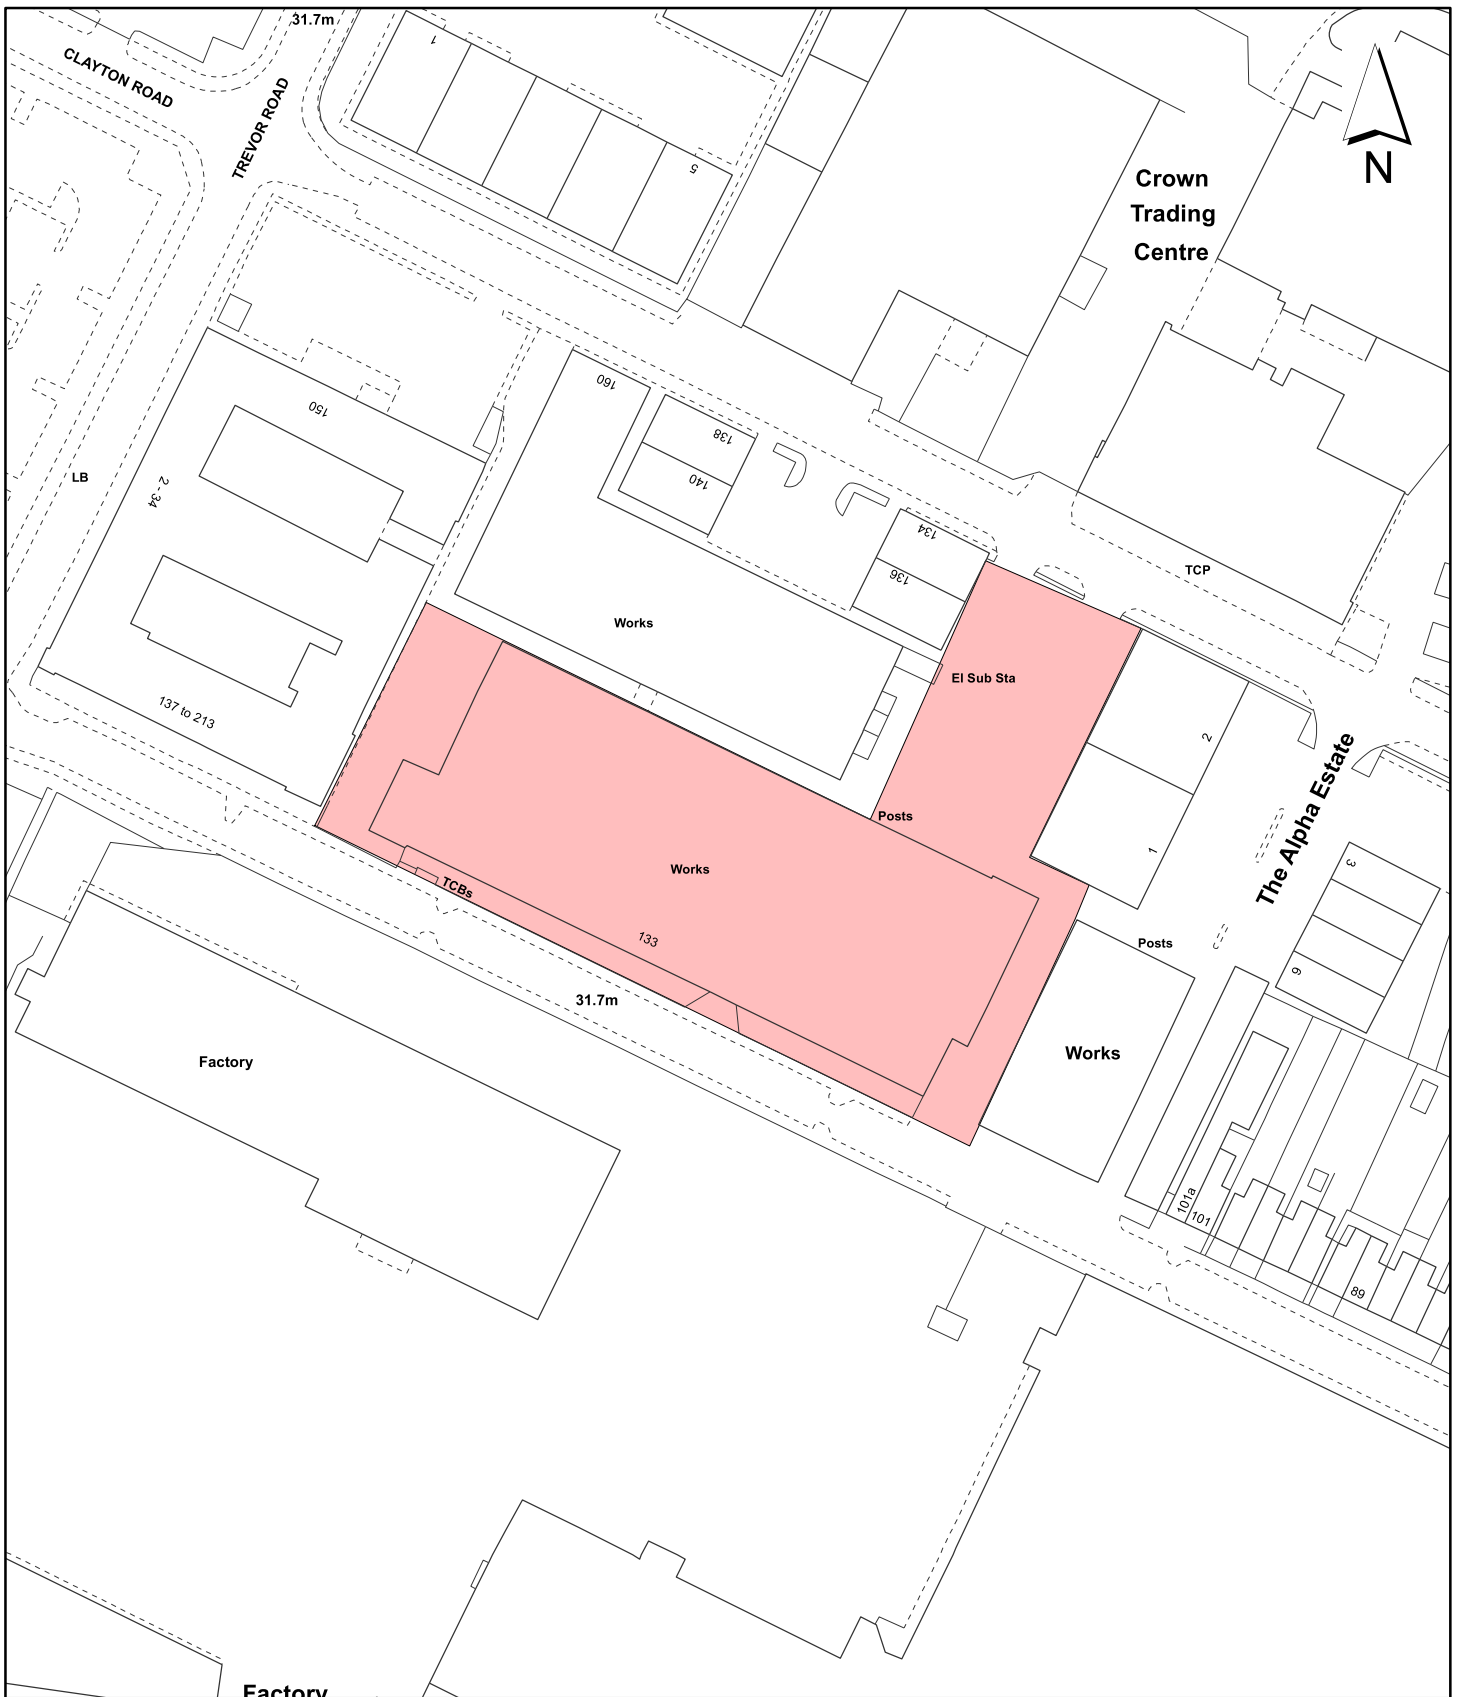 31.7m
CLAYTON ROAD
TREVOR ROAD
1
5
N
Crown
Trading
Centre
160
150
138
140
LB
2 - 34
134
136
TCP
Works
El Sub Sta
137 to 213
2
1
The Alpha Estate
Posts
Works
3
TCBs
133
Posts
9
31.7m
Works
Factory
101a
101
89
Factory